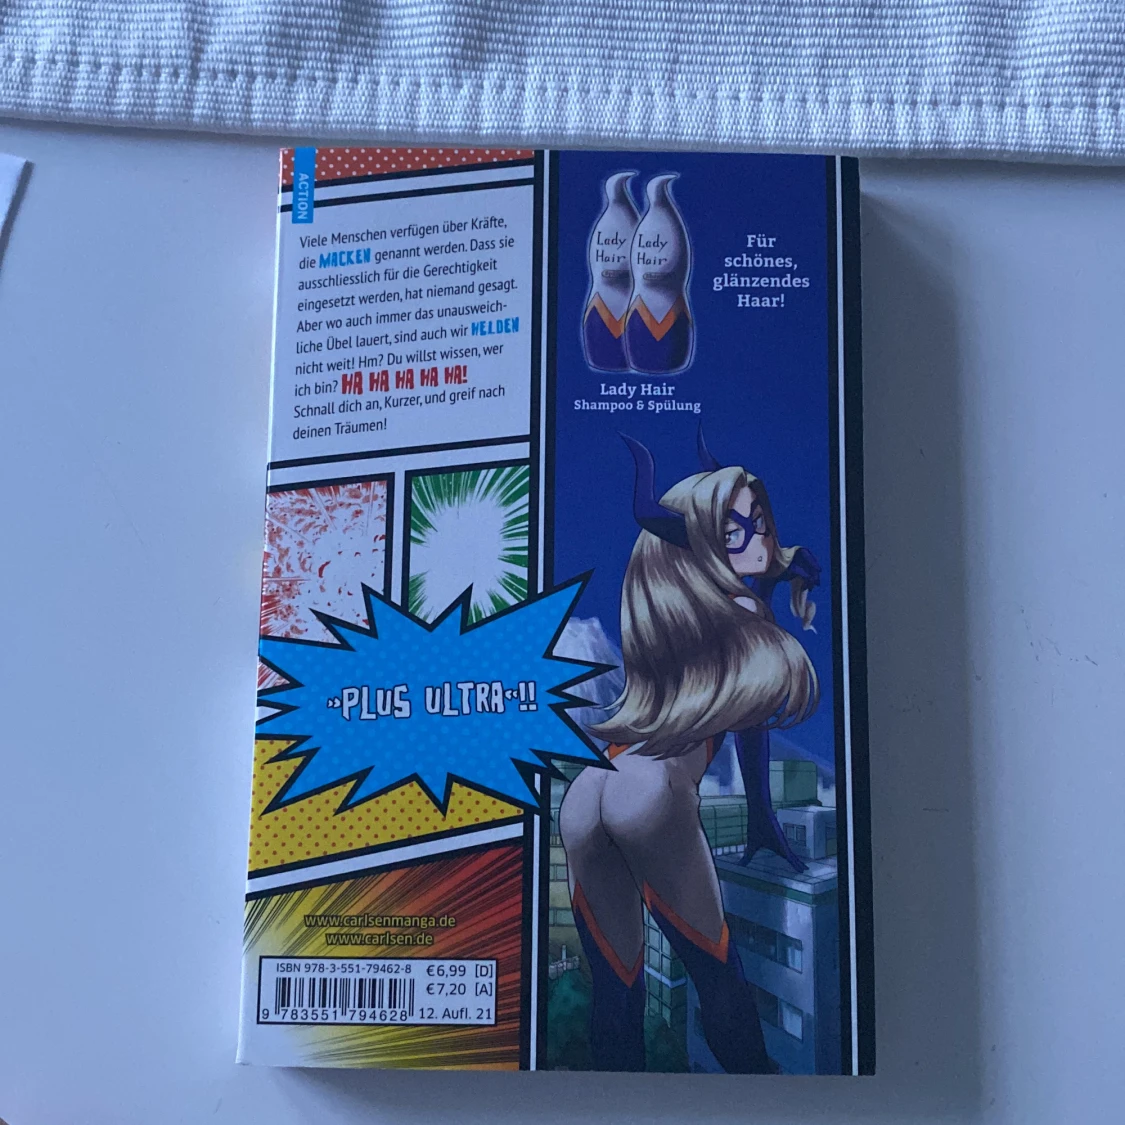 ACTION
Viele Menschen verfügen über Kräfte,
die MACKEN genannt werden. Dass sie
ausschliesslich für die Gerechtigkeit
eingesetzt werden, hat niemand gesagt.
Aber wo auch immer das unausweich-
liche Übel lauert, sind auch wir HELDEN
nicht weit! Hm? Du willst wissen, wer
ich bin? HA HA HA HA HA!
Schnall dich an, Kurzer, und greif nach
deinen Träumen!
»PLUS ULTRA«!!
www.carlsenmanga.de
www.carlsen.de
ISBN 978-3-551-79462-8
€6,99 [D]
€7,20 [A]
9 783551 794628
12. Aufl. 21
Lady
Hair
Lady
Hair
Für
schönes,
glänzendes
Haar!
Lady Hair
Shampoo & Spülung